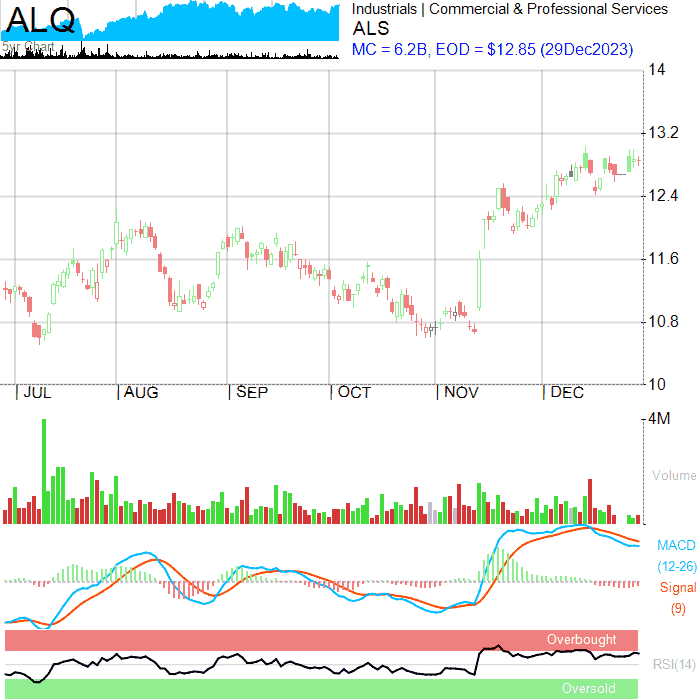 ALQ
5yr Chart
Industrials | Commercial & Professional Services
ALS
MC = 6.2B, EOD = $12.85 (29Dec2023)
14
13.2
12.4
11.6
10.8
10
JUL AUG SEP OCT NOV DEC
4M
Volume
MACD
(12-26)
Signal
(9)
Overbought
RSI(14)
Oversold